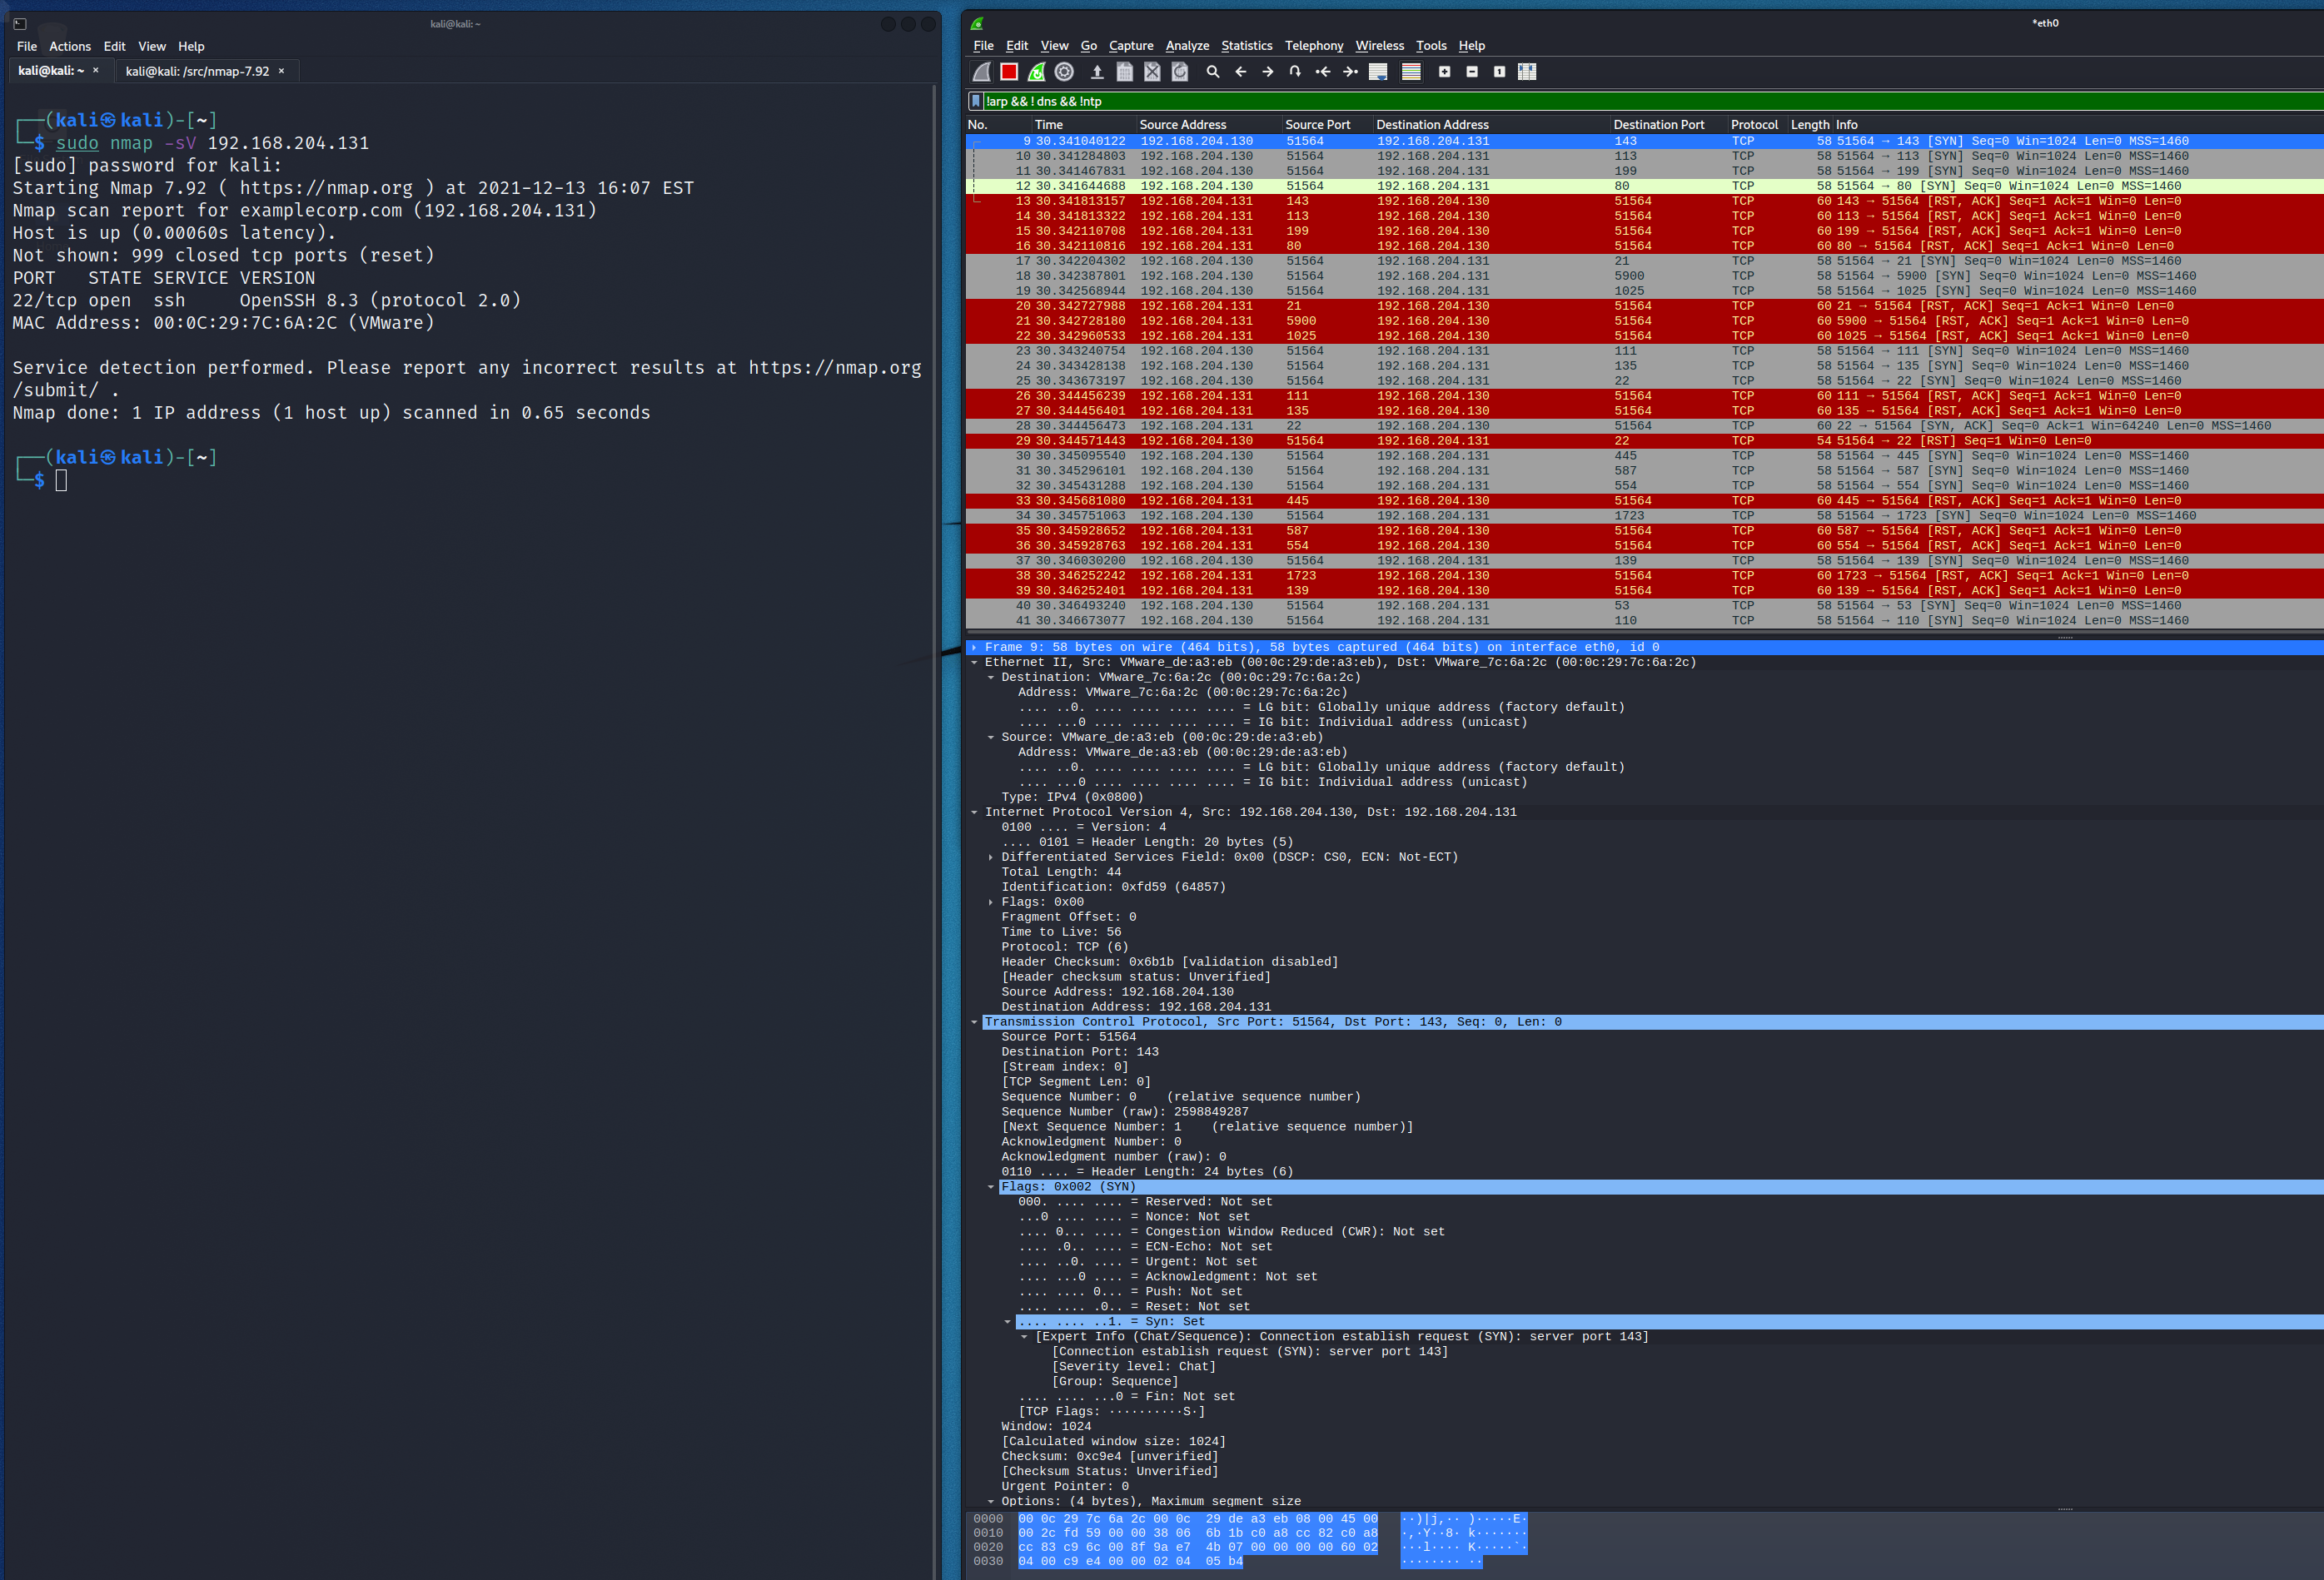 kali@kali: ~
File Actions Edit View Help
kali@kali: ~ × kali@kali: /src/nmap-7.92 ×
┌──(kali㉿kali)-[~]
└─$ sudo nmap -sV 192.168.204.131
[sudo] password for kali:
Starting Nmap 7.92 ( https://nmap.org ) at 2021-12-13 16:07 EST
Nmap scan report for examplecorp.com (192.168.204.131)
Host is up (0.00060s latency).
Not shown: 999 closed tcp ports (reset)
PORT   STATE SERVICE VERSION
22/tcp open  ssh     OpenSSH 8.3 (protocol 2.0)
MAC Address: 00:0C:29:7C:6A:2C (VMware)
Service detection performed. Please report any incorrect results at https://nmap.org
/submit/ .
Nmap done: 1 IP address (1 host up) scanned in 0.65 seconds
┌──(kali㉿kali)-[~]
└─$
*eth0
File Edit View Go Capture Analyze Statistics Telephony Wireless Tools Help
!arp && ! dns && !ntp
No. Time Source Address Source Port Destination Address Destination Port Protocol Length Info
9 30.341040122 192.168.204.130 51564 192.168.204.131 143 TCP 58 51564 → 143 [SYN] Seq=0 Win=1024 Len=0 MSS=1460
10 30.341284803 192.168.204.130 51564 192.168.204.131 113 TCP 58 51564 → 113 [SYN] Seq=0 Win=1024 Len=0 MSS=1460
11 30.341467831 192.168.204.130 51564 192.168.204.131 199 TCP 58 51564 → 199 [SYN] Seq=0 Win=1024 Len=0 MSS=1460
12 30.341644688 192.168.204.130 51564 192.168.204.131 80 TCP 58 51564 → 80 [SYN] Seq=0 Win=1024 Len=0 MSS=1460
13 30.341813157 192.168.204.131 143 192.168.204.130 51564 TCP 60 143 → 51564 [RST, ACK] Seq=1 Ack=1 Win=0 Len=0
14 30.341813322 192.168.204.131 113 192.168.204.130 51564 TCP 60 113 → 51564 [RST, ACK] Seq=1 Ack=1 Win=0 Len=0
15 30.342110708 192.168.204.131 199 192.168.204.130 51564 TCP 60 199 → 51564 [RST, ACK] Seq=1 Ack=1 Win=0 Len=0
16 30.342110816 192.168.204.131 80 192.168.204.130 51564 TCP 60 80 → 51564 [RST, ACK] Seq=1 Ack=1 Win=0 Len=0
17 30.342204302 192.168.204.130 51564 192.168.204.131 21 TCP 58 51564 → 21 [SYN] Seq=0 Win=1024 Len=0 MSS=1460
18 30.342387801 192.168.204.130 51564 192.168.204.131 5900 TCP 58 51564 → 5900 [SYN] Seq=0 Win=1024 Len=0 MSS=1460
19 30.342568944 192.168.204.130 51564 192.168.204.131 1025 TCP 58 51564 → 1025 [SYN] Seq=0 Win=1024 Len=0 MSS=1460
20 30.342727988 192.168.204.131 21 192.168.204.130 51564 TCP 60 21 → 51564 [RST, ACK] Seq=1 Ack=1 Win=0 Len=0
21 30.342728180 192.168.204.131 5900 192.168.204.130 51564 TCP 60 5900 → 51564 [RST, ACK] Seq=1 Ack=1 Win=0 Len=0
22 30.342960533 192.168.204.131 1025 192.168.204.130 51564 TCP 60 1025 → 51564 [RST, ACK] Seq=1 Ack=1 Win=0 Len=0
23 30.343240754 192.168.204.130 51564 192.168.204.131 111 TCP 58 51564 → 111 [SYN] Seq=0 Win=1024 Len=0 MSS=1460
24 30.343428138 192.168.204.130 51564 192.168.204.131 135 TCP 58 51564 → 135 [SYN] Seq=0 Win=1024 Len=0 MSS=1460
25 30.343673197 192.168.204.130 51564 192.168.204.131 22 TCP 58 51564 → 22 [SYN] Seq=0 Win=1024 Len=0 MSS=1460
26 30.344456239 192.168.204.131 111 192.168.204.130 51564 TCP 60 111 → 51564 [RST, ACK] Seq=1 Ack=1 Win=0 Len=0
27 30.344456401 192.168.204.131 135 192.168.204.130 51564 TCP 60 135 → 51564 [RST, ACK] Seq=1 Ack=1 Win=0 Len=0
28 30.344456473 192.168.204.131 22 192.168.204.130 51564 TCP 60 22 → 51564 [SYN, ACK] Seq=0 Ack=1 Win=64240 Len=0 MSS=1460
29 30.344571443 192.168.204.130 51564 192.168.204.131 22 TCP 54 51564 → 22 [RST] Seq=1 Win=0 Len=0
30 30.345095540 192.168.204.130 51564 192.168.204.131 445 TCP 58 51564 → 445 [SYN] Seq=0 Win=1024 Len=0 MSS=1460
31 30.345296101 192.168.204.130 51564 192.168.204.131 587 TCP 58 51564 → 587 [SYN] Seq=0 Win=1024 Len=0 MSS=1460
32 30.345431288 192.168.204.130 51564 192.168.204.131 554 TCP 58 51564 → 554 [SYN] Seq=0 Win=1024 Len=0 MSS=1460
33 30.345681080 192.168.204.131 445 192.168.204.130 51564 TCP 60 445 → 51564 [RST, ACK] Seq=1 Ack=1 Win=0 Len=0
34 30.345751063 192.168.204.130 51564 192.168.204.131 1723 TCP 58 51564 → 1723 [SYN] Seq=0 Win=1024 Len=0 MSS=1460
35 30.345928652 192.168.204.131 587 192.168.204.130 51564 TCP 60 587 → 51564 [RST, ACK] Seq=1 Ack=1 Win=0 Len=0
36 30.345928763 192.168.204.131 554 192.168.204.130 51564 TCP 60 554 → 51564 [RST, ACK] Seq=1 Ack=1 Win=0 Len=0
37 30.346030200 192.168.204.130 51564 192.168.204.131 139 TCP 58 51564 → 139 [SYN] Seq=0 Win=1024 Len=0 MSS=1460
38 30.346252242 192.168.204.131 1723 192.168.204.130 51564 TCP 60 1723 → 51564 [RST, ACK] Seq=1 Ack=1 Win=0 Len=0
39 30.346252401 192.168.204.131 139 192.168.204.130 51564 TCP 60 139 → 51564 [RST, ACK] Seq=1 Ack=1 Win=0 Len=0
40 30.346493240 192.168.204.130 51564 192.168.204.131 53 TCP 58 51564 → 53 [SYN] Seq=0 Win=1024 Len=0 MSS=1460
41 30.346673077 192.168.204.130 51564 192.168.204.131 110 TCP 58 51564 → 110 [SYN] Seq=0 Win=1024 Len=0 MSS=1460
Frame 9: 58 bytes on wire (464 bits), 58 bytes captured (464 bits) on interface eth0, id 0
Ethernet II, Src: VMware_de:a3:eb (00:0c:29:de:a3:eb), Dst: VMware_7c:6a:2c (00:0c:29:7c:6a:2c)
Destination: VMware_7c:6a:2c (00:0c:29:7c:6a:2c)
Address: VMware_7c:6a:2c (00:0c:29:7c:6a:2c)
.... ..0. .... .... .... .... = LG bit: Globally unique address (factory default)
.... ...0 .... .... .... .... = IG bit: Individual address (unicast)
Source: VMware_de:a3:eb (00:0c:29:de:a3:eb)
Address: VMware_de:a3:eb (00:0c:29:de:a3:eb)
.... ..0. .... .... .... .... = LG bit: Globally unique address (factory default)
.... ...0 .... .... .... .... = IG bit: Individual address (unicast)
Type: IPv4 (0x0800)
Internet Protocol Version 4, Src: 192.168.204.130, Dst: 192.168.204.131
0100 .... = Version: 4
.... 0101 = Header Length: 20 bytes (5)
Differentiated Services Field: 0x00 (DSCP: CS0, ECN: Not-ECT)
Total Length: 44
Identification: 0xfd59 (64857)
Flags: 0x00
Fragment Offset: 0
Time to Live: 56
Protocol: TCP (6)
Header Checksum: 0x6b1b [validation disabled]
[Header checksum status: Unverified]
Source Address: 192.168.204.130
Destination Address: 192.168.204.131
Transmission Control Protocol, Src Port: 51564, Dst Port: 143, Seq: 0, Len: 0
Source Port: 51564
Destination Port: 143
[Stream index: 0]
[TCP Segment Len: 0]
Sequence Number: 0    (relative sequence number)
Sequence Number (raw): 2598849287
[Next Sequence Number: 1    (relative sequence number)]
Acknowledgment Number: 0
Acknowledgment number (raw): 0
0110 .... = Header Length: 24 bytes (6)
Flags: 0x002 (SYN)
000. .... .... = Reserved: Not set
...0 .... .... = Nonce: Not set
.... 0... .... = Congestion Window Reduced (CWR): Not set
.... .0.. .... = ECN-Echo: Not set
.... ..0. .... = Urgent: Not set
.... ...0 .... = Acknowledgment: Not set
.... .... 0... = Push: Not set
.... .... .0.. = Reset: Not set
.... .... ..1. = Syn: Set
[Expert Info (Chat/Sequence): Connection establish request (SYN): server port 143]
[Connection establish request (SYN): server port 143]
[Severity level: Chat]
[Group: Sequence]
.... .... ...0 = Fin: Not set
[TCP Flags: ··········S·]
Window: 1024
[Calculated window size: 1024]
Checksum: 0xc9e4 [unverified]
[Checksum Status: Unverified]
Urgent Pointer: 0
Options: (4 bytes), Maximum segment size
0000 00 0c 29 7c 6a 2c 00 0c 29 de a3 eb 08 00 45 00 ··)|j,·· )·····E·
0010 00 2c fd 59 00 00 38 06 6b 1b c0 a8 cc 82 c0 a8 ·,·Y··8· k·······
0020 cc 83 c9 6c 00 8f 9a e7 4b 07 00 00 00 00 60 02 ···l···· K·····`·
0030 04 00 c9 e4 00 00 02 04 05 b4 ········ ··